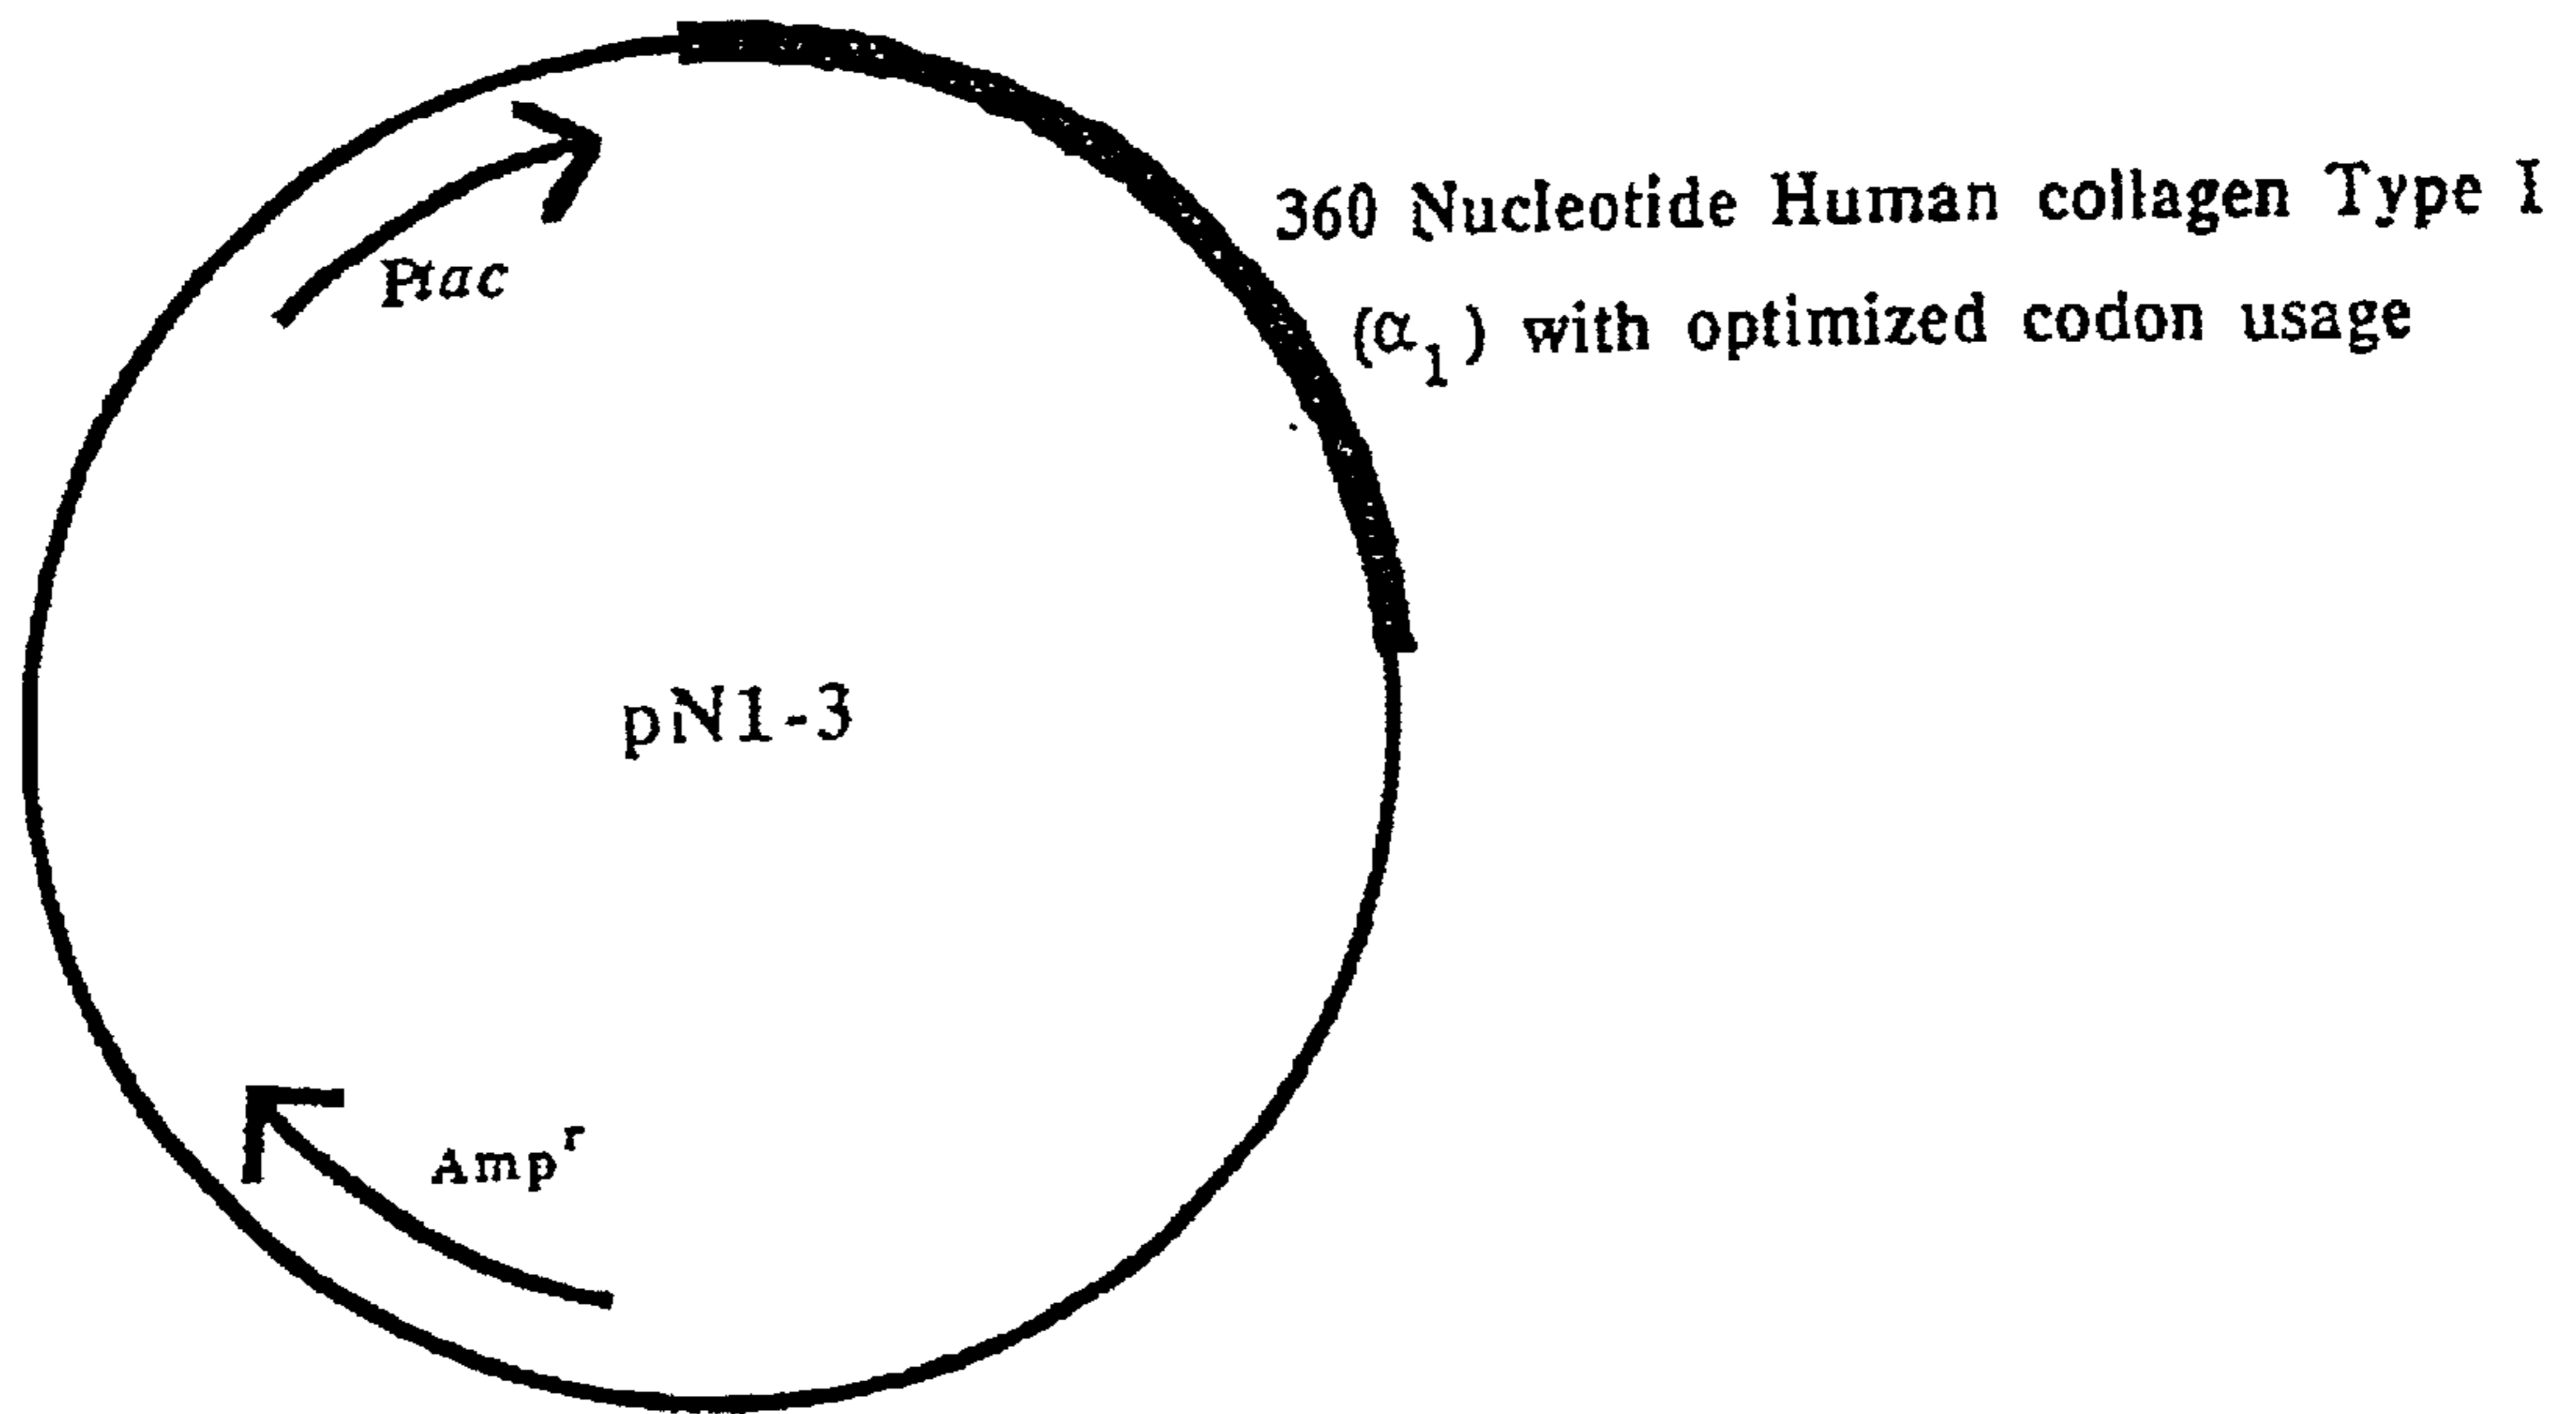 360 Nucleotide Human collagen Type I
(α₁) with optimized codon usage
Ptac
pN1-3
Ampʳ